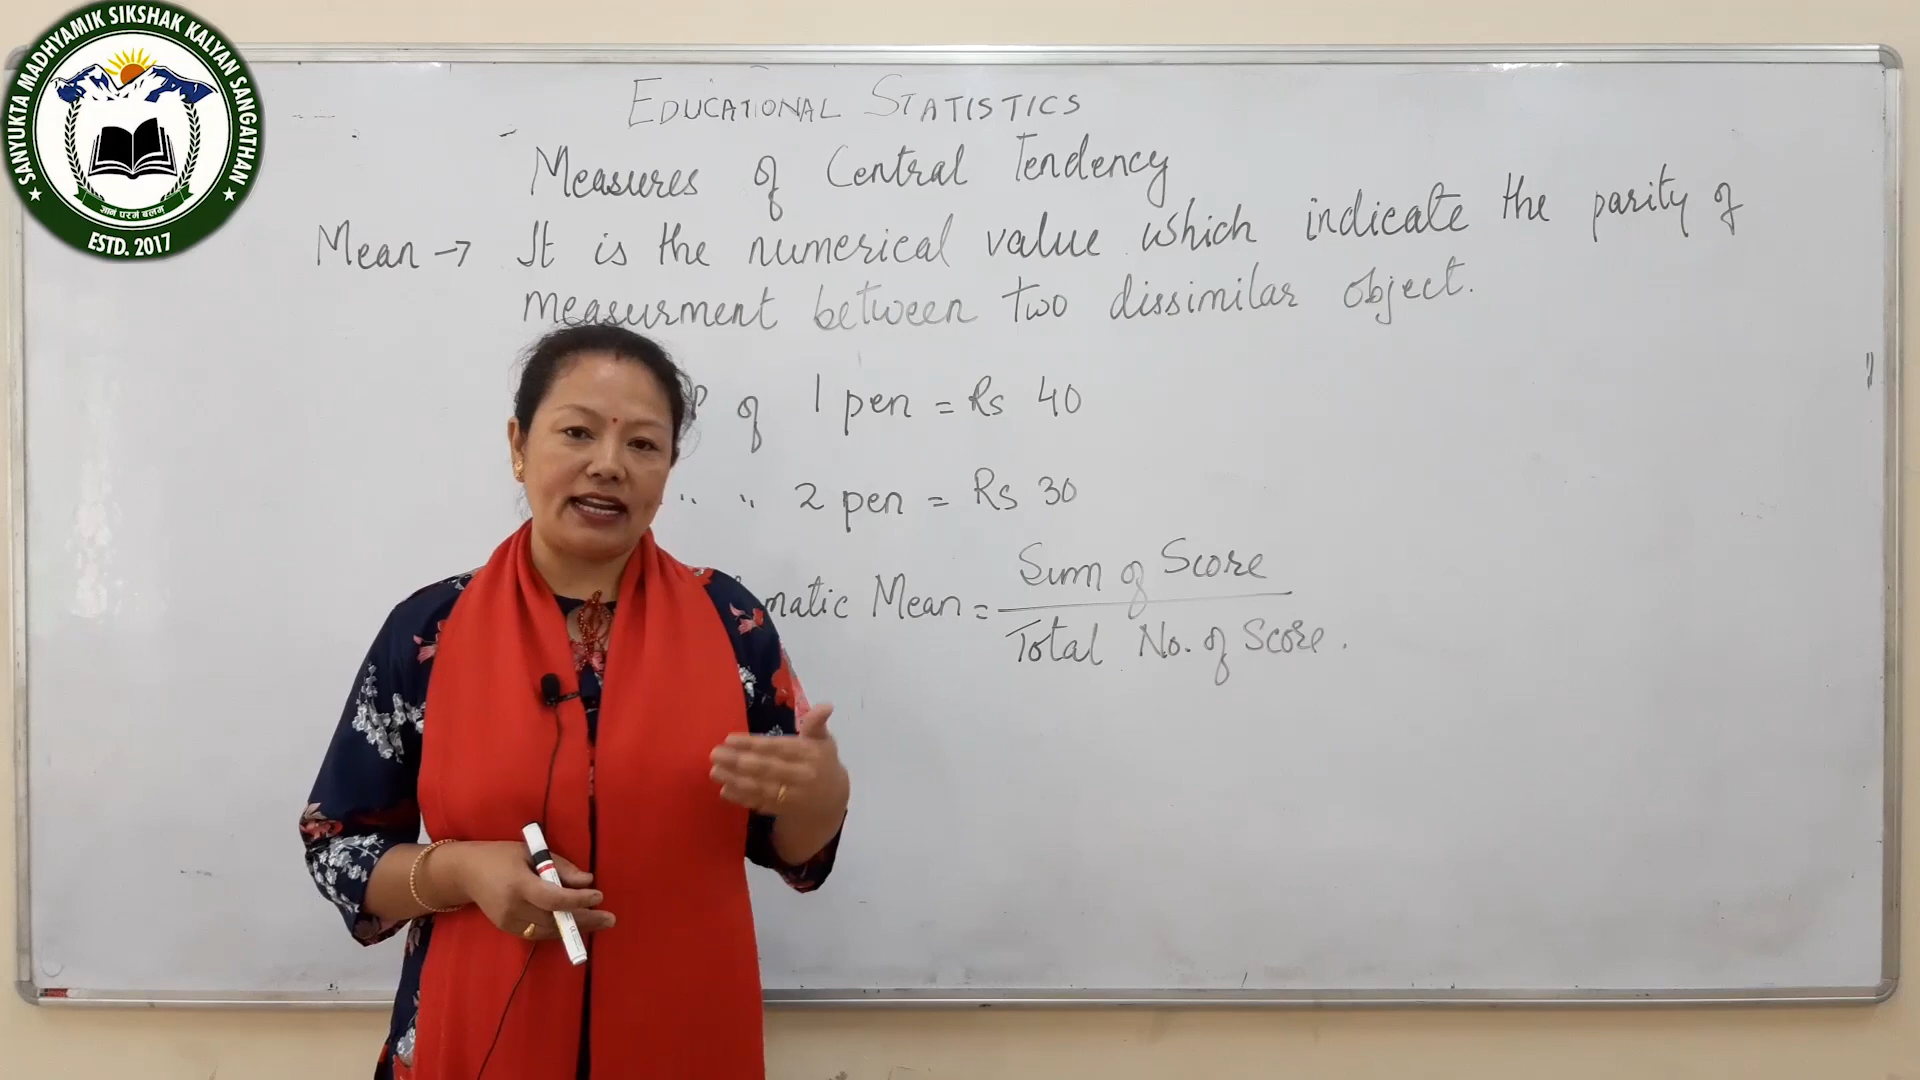 SANYUKTA MADHYAMIK SIKSHAK KALYAN SANGATHAN
ज्ञानं परमं बलम्
ESTD. 2017
EDUCATIONAL STATISTICS
Measures of Central Tendency
Mean → It is the numerical value which indicate the parity of
measurment between two dissimilar object.
P of 1 pen = Rs 40
" " 2 pen = Rs 30
matic Mean = Sum of Score
Total No. of Score.